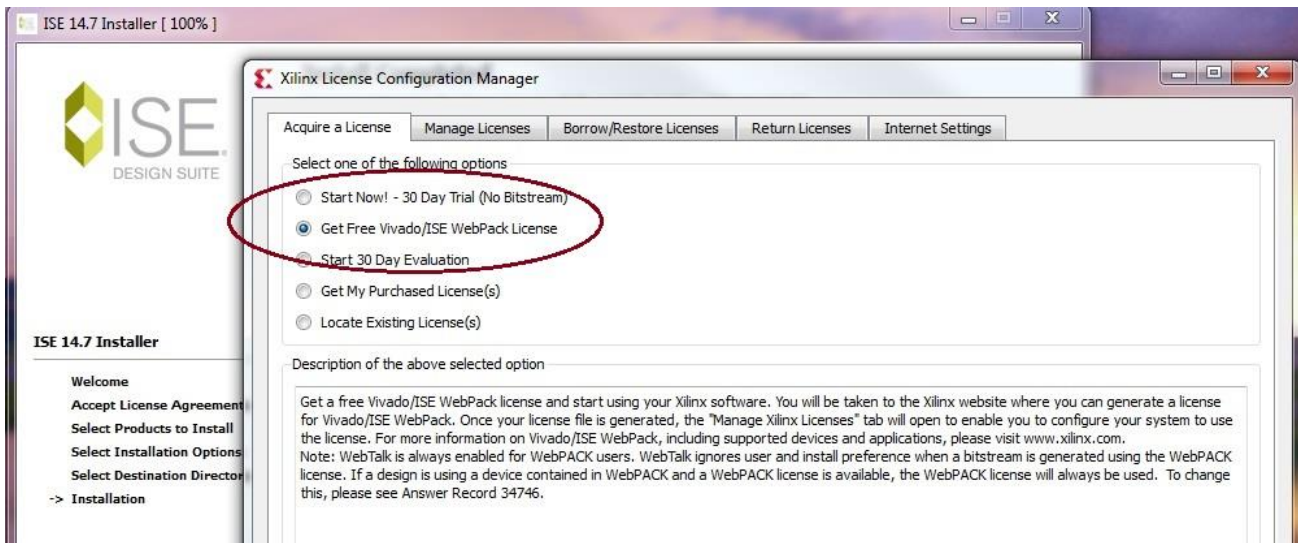 ISE 14.7 Installer [ 100% ]
ISE
DESIGN SUITE
ISE 14.7 Installer
Welcome
Accept License Agreement
Select Products to Install
Select Installation Options
Select Destination Director
-> Installation
Xilinx License Configuration Manager
Acquire a License Manage Licenses Borrow/Restore Licenses Return Licenses Internet Settings
Select one of the following options
Start Now! - 30 Day Trial (No Bitstream)
Get Free Vivado/ISE WebPack License
Start 30 Day Evaluation
Get My Purchased License(s)
Locate Existing License(s)
Description of the above selected option
Get a free Vivado/ISE WebPack license and start using your Xilinx software. You will be taken to the Xilinx website where you can generate a license
for Vivado/ISE WebPack. Once your license file is generated, the "Manage Xilinx Licenses" tab will open to enable you to configure your system to use
the license. For more information on Vivado/ISE WebPack, including supported devices and applications, please visit www.xilinx.com.
Note: WebTalk is always enabled for WebPACK users. WebTalk ignores user and install preference when a bitstream is generated using the WebPACK
license. If a design is using a device contained in WebPACK and a WebPACK license is available, the WebPACK license will always be used. To change
this, please see Answer Record 34746.